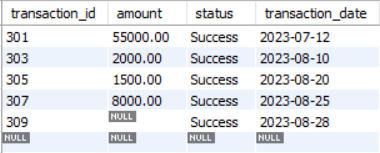 transaction_id amount status transaction_date
301 55000.00 Success 2023-07-12
303 2000.00 Success 2023-08-10
305 1500.00 Success 2023-08-20
307 8000.00 Success 2023-08-25
309 NULL Success 2023-08-28
NULL NULL NULL NULL